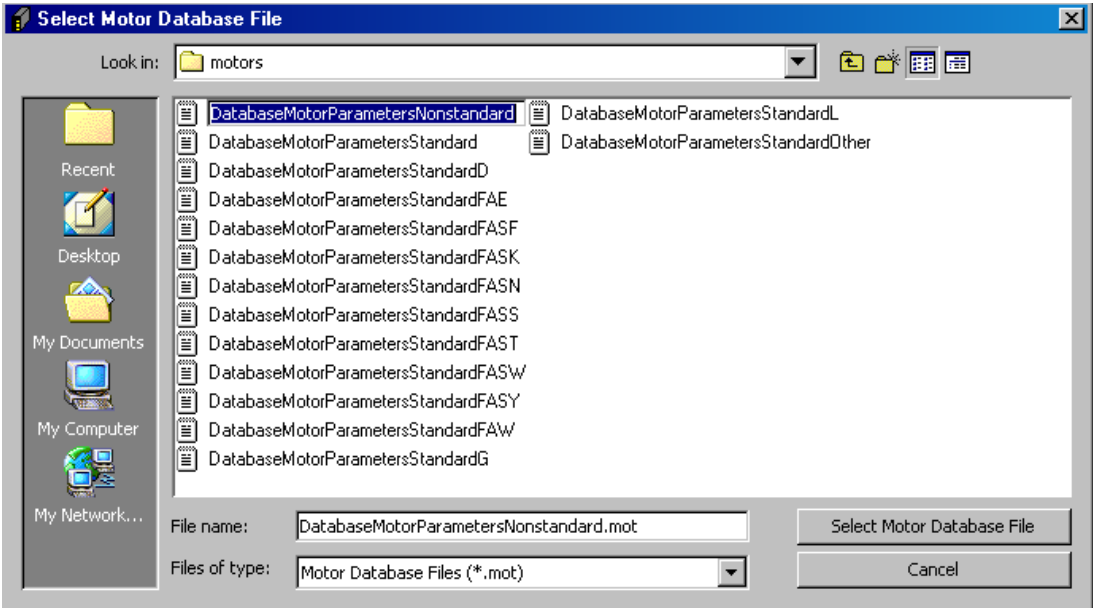 Select Motor Database File
Look in: motors
Recent
Desktop
My Documents
My Computer
My Network...
DatabaseMotorParametersNonstandard
DatabaseMotorParametersStandard
DatabaseMotorParametersStandardD
DatabaseMotorParametersStandardFAE
DatabaseMotorParametersStandardFASF
DatabaseMotorParametersStandardFASK
DatabaseMotorParametersStandardFASN
DatabaseMotorParametersStandardFASS
DatabaseMotorParametersStandardFAST
DatabaseMotorParametersStandardFASW
DatabaseMotorParametersStandardFASY
DatabaseMotorParametersStandardFAW
DatabaseMotorParametersStandardG
DatabaseMotorParametersStandardL
DatabaseMotorParametersStandardOther
File name: DatabaseMotorParametersNonstandard.mot
Select Motor Database File
Files of type: Motor Database Files (*.mot)
Cancel